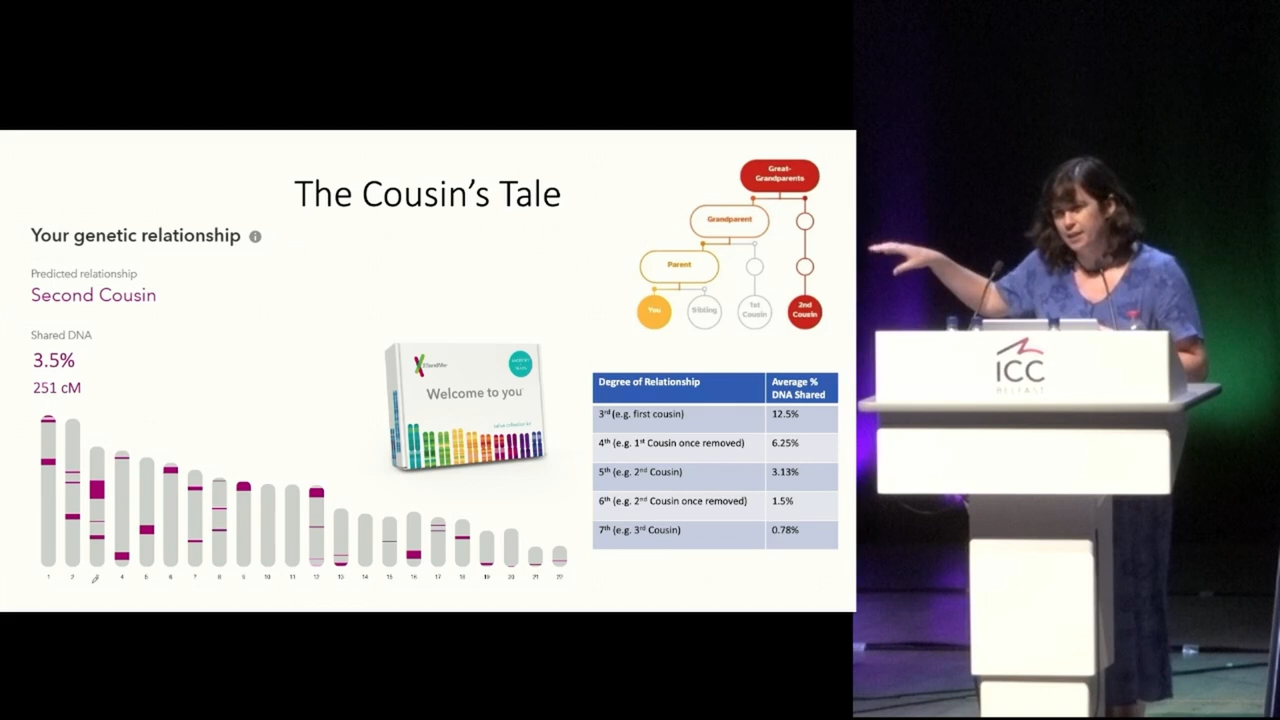 The Cousin's Tale
Your genetic relationship
Predicted relationship
Second Cousin
Shared DNA
3.5%
251 cM
Great-
Grandparents
Grandparent
Parent
You
Sibling
1st
Cousin
2nd
Cousin
Welcome to you
Degree of Relationship
Average %
DNA Shared
3rd (e.g. first cousin)
12.5%
4th (e.g. 1st Cousin once removed)
6.25%
5th (e.g. 2nd Cousin)
3.13%
6th (e.g. 2nd Cousin once removed)
1.5%
7th (e.g. 3rd Cousin)
0.78%
1 2 4 5 6 7 8 9 10 11 12 13 14 15 16 17 18 19 20 21 22
ICC
BELFAST